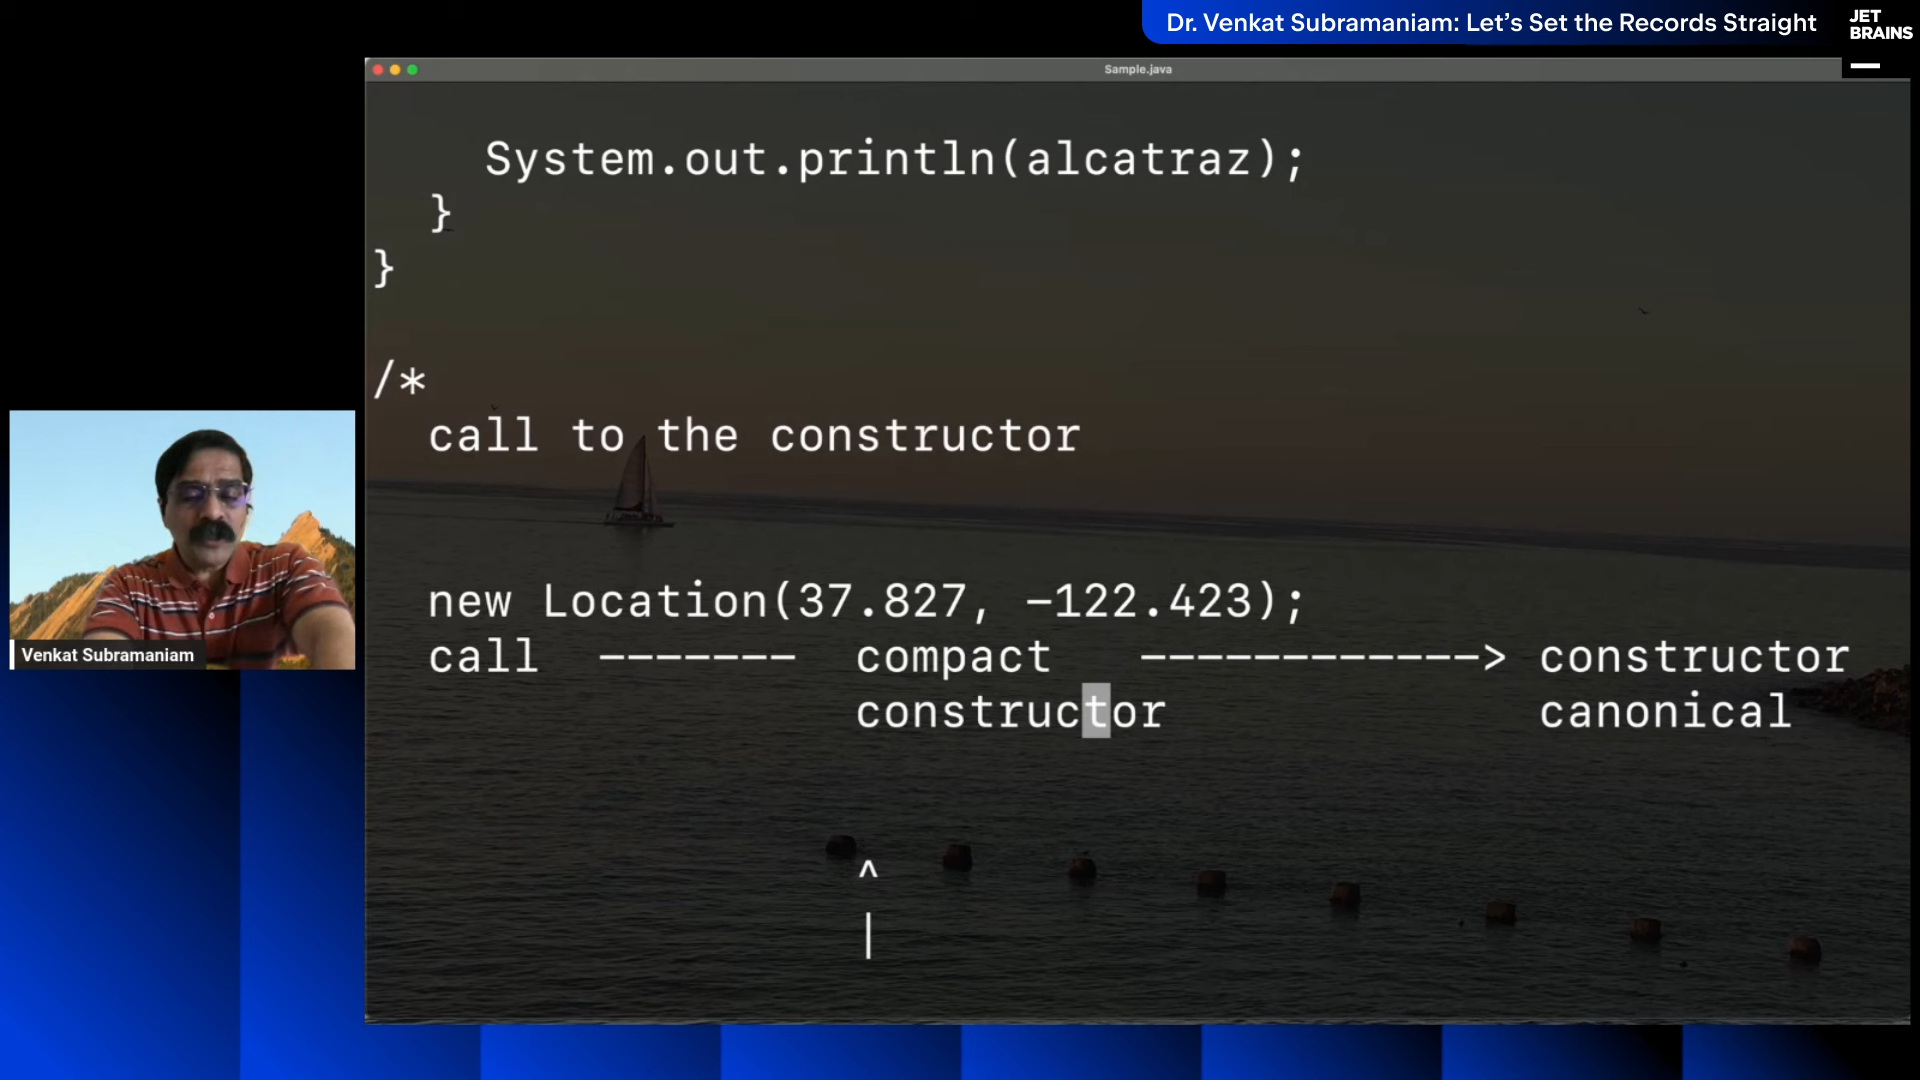 Dr. Venkat Subramaniam: Let's Set the Records Straight
JET
BRAINS
Sample.java
System.out.println(alcatraz);
}
}
/*
call to the constructor
new Location(37.827, -122.423);
call ------- compact ------------> constructor
constructor canonical
^
|
Venkat Subramaniam